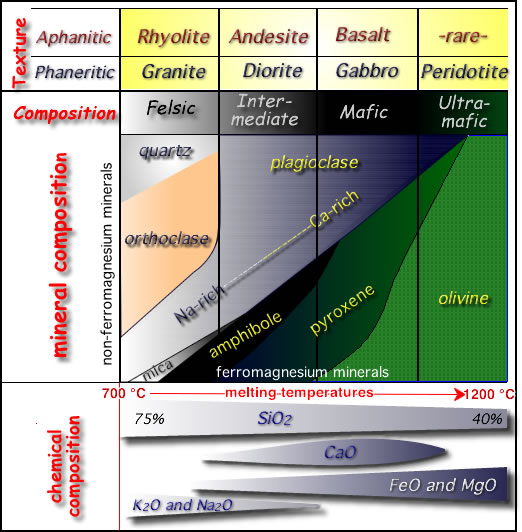 Texture
Aphanitic Rhyolite Andesite Basalt -rare-
Phaneritic Granite Diorite Gabbro Peridotite
Composition Felsic Inter-
mediate Mafic Ultra-
mafic
mineral composition
non-ferromagnesium minerals
quartz
plagioclase
orthoclase
Ca-rich
Na-rich
olivine
pyroxene
amphibole
mica
ferromagnesium minerals
700 °C melting-temperatures 1200 °C
chemical
composition
75% SiO2 40%
CaO
FeO and MgO
K2O and Na2O